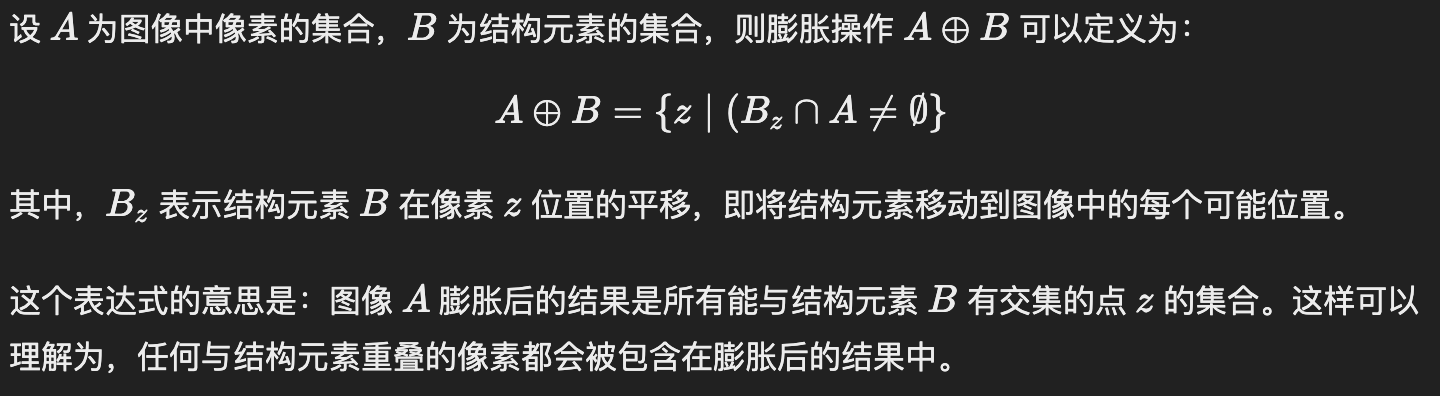 设 A 为图像中像素的集合，B 为结构元素的集合，则膨胀操作 A ⊕ B 可以定义为：
A ⊕ B = {z | (B_z ∩ A ≠ ∅}
其中，B_z 表示结构元素 B 在像素 z 位置的平移，即将结构元素移动到图像中的每个可能位置。
这个表达式的意思是：图像 A 膨胀后的结果是所有能与结构元素 B 有交集的点 z 的集合。这样可以
理解为，任何与结构元素重叠的像素都会被包含在膨胀后的结果中。